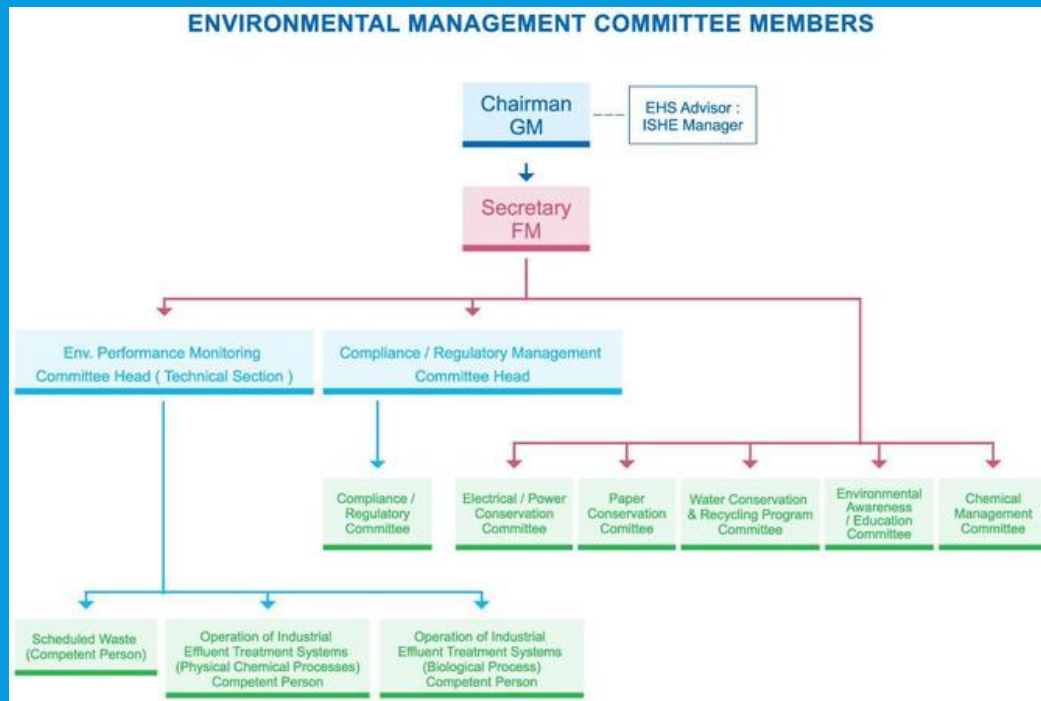 ENVIRONMENTAL MANAGEMENT COMMITTEE MEMBERS
Chairman
GM
EHS Advisor :
ISHE Manager
Secretary
FM
Env. Performance Monitoring
Committee Head ( Technical Section )
Compliance / Regulatory Management
Committee Head
Compliance /
Regulatory
Committee
Electrical / Power
Conservation
Committee
Paper
Conservation
Comittee
Water Conservation
& Recycling Program
Committee
Environmental
Awareness
/ Education
Committee
Chemical
Management
Committee
Scheduled Waste
(Competent Person)
Operation of Industrial
Effluent Treatment Systems
(Physical Chemical Processes)
Competent Person
Operation of Industrial
Effluent Treatment Systems
(Biological Process)
Competent Person